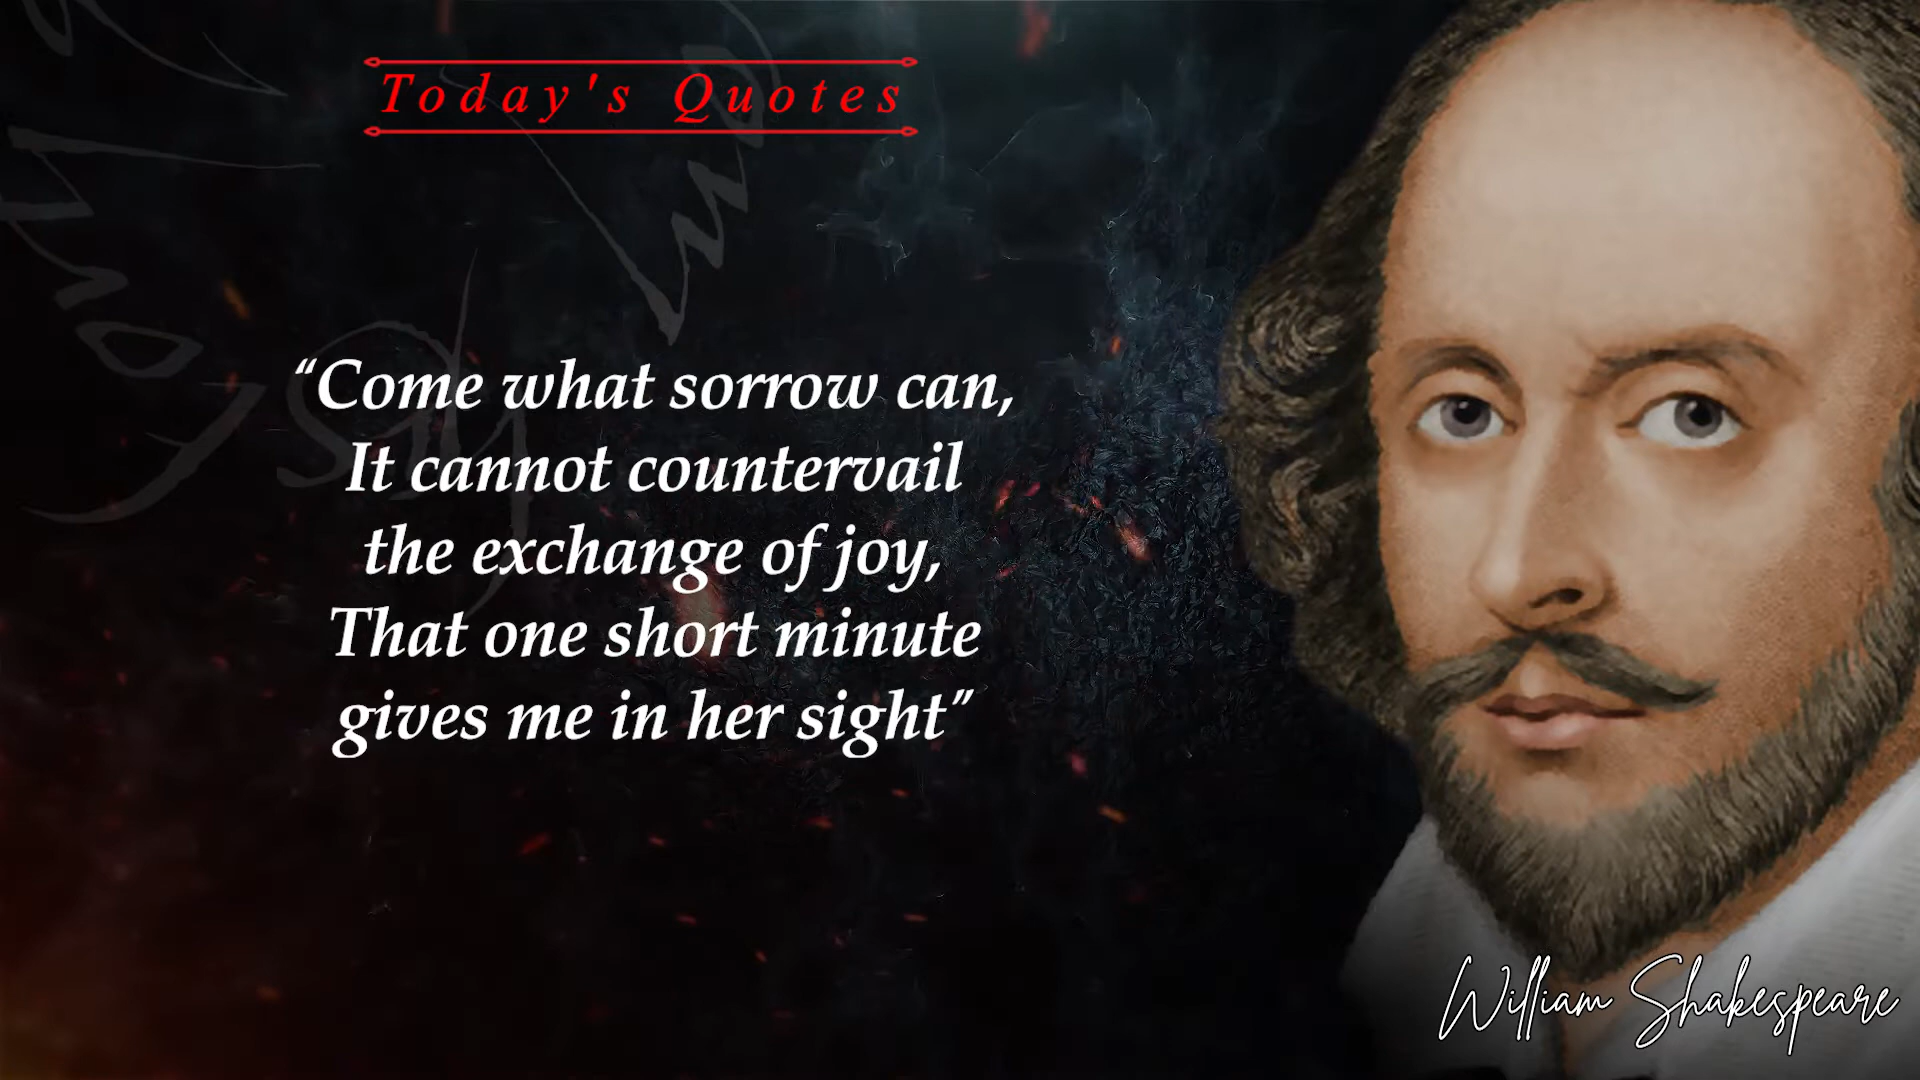 Today's Quotes
“Come what sorrow can,
It cannot countervail
the exchange of joy,
That one short minute
gives me in her sight”
William Shakespeare